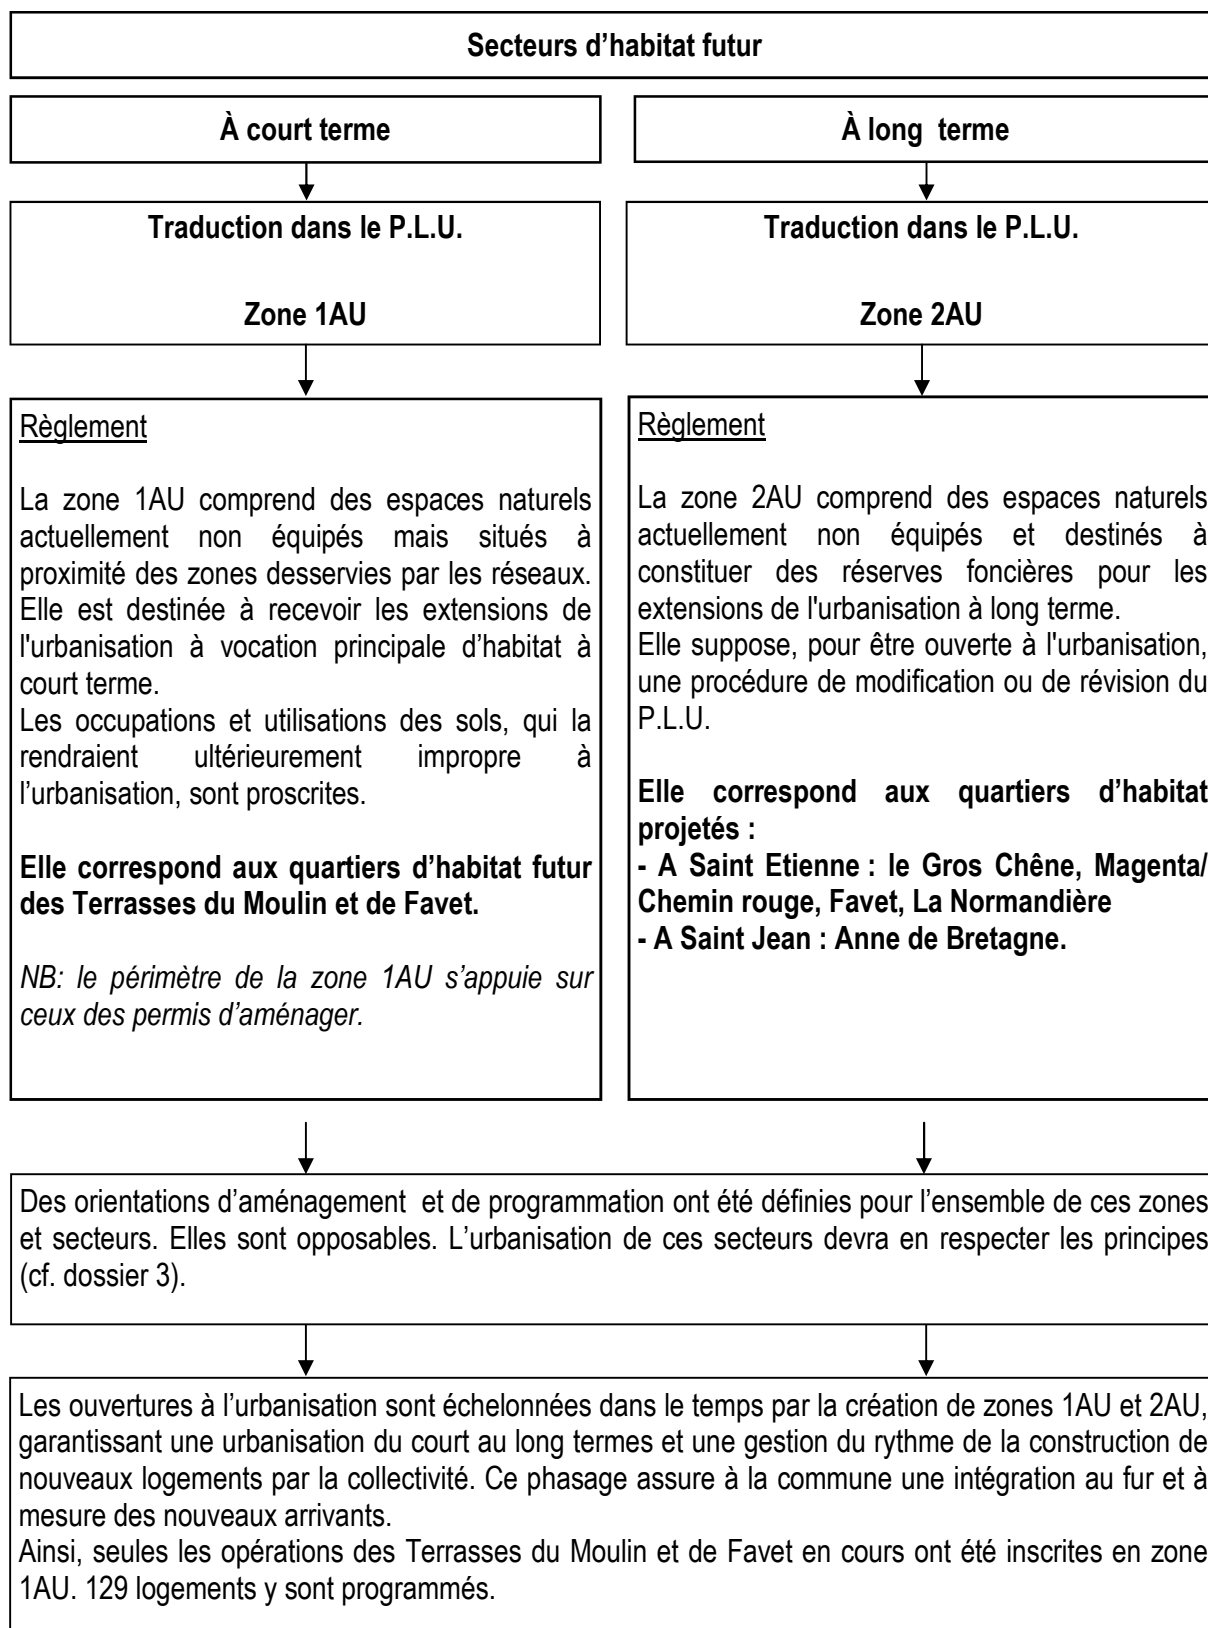 Secteurs d’habitat futur
À court terme
À long terme
Traduction dans le P.L.U.
Zone 1AU
Traduction dans le P.L.U.
Zone 2AU
Règlement
La zone 1AU comprend des espaces naturels
actuellement non équipés mais situés à
proximité des zones desservies par les réseaux.
Elle est destinée à recevoir les extensions de
l'urbanisation à vocation principale d’habitat à
court terme.
Les occupations et utilisations des sols, qui la
rendraient ultérieurement impropre à
l’urbanisation, sont proscrites.
Elle correspond aux quartiers d’habitat futur
des Terrasses du Moulin et de Favet.
NB: le périmètre de la zone 1AU s’appuie sur
ceux des permis d’aménager.
Règlement
La zone 2AU comprend des espaces naturels
actuellement non équipés et destinés à
constituer des réserves foncières pour les
extensions de l'urbanisation à long terme.
Elle suppose, pour être ouverte à l'urbanisation,
une procédure de modification ou de révision du
P.L.U.
Elle correspond aux quartiers d’habitat
projetés :
- A Saint Etienne : le Gros Chêne, Magenta/
Chemin rouge, Favet, La Normandière
- A Saint Jean : Anne de Bretagne.
Des orientations d’aménagement et de programmation ont été définies pour l’ensemble de ces zones
et secteurs. Elles sont opposables. L’urbanisation de ces secteurs devra en respecter les principes
(cf. dossier 3).
Les ouvertures à l’urbanisation sont échelonnées dans le temps par la création de zones 1AU et 2AU,
garantissant une urbanisation du court au long termes et une gestion du rythme de la construction de
nouveaux logements par la collectivité. Ce phasage assure à la commune une intégration au fur et à
mesure des nouveaux arrivants.
Ainsi, seules les opérations des Terrasses du Moulin et de Favet en cours ont été inscrites en zone
1AU. 129 logements y sont programmés.